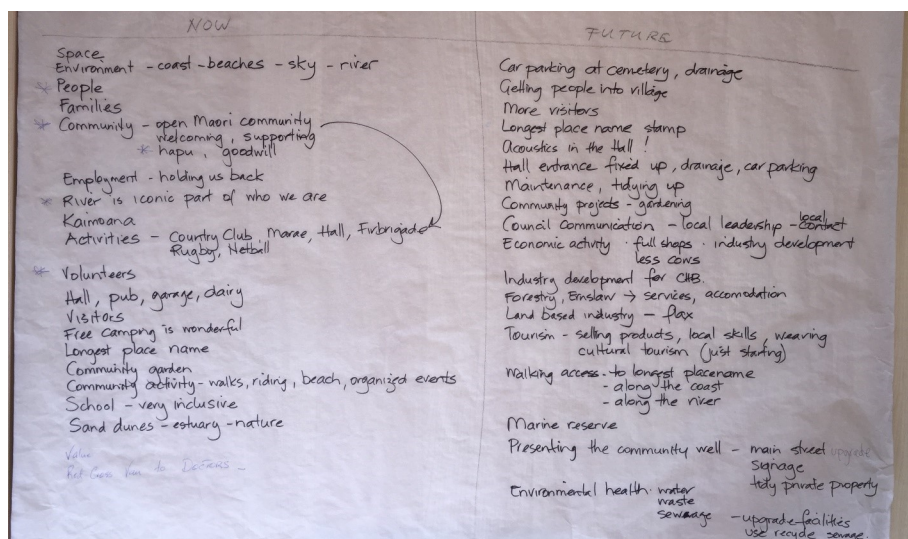 NOW
Space
Environment - coast - beaches - sky - river
* People
Families
* Community - open Maori community
welcoming, supporting
* hapu, goodwill
Employment - holding us back
* River is iconic part of who we are
Kaimoana
Activities - Country Club Marae, Hall, Firbrigade
Rugby, Netball
* Volunteers
Hall, pub, garage, dairy
Visitors
Free camping is wonderful
Longest place name
Community garden
Community activity - walks, riding, beach, organized events
School - very inclusive
Sand dunes - estuary - nature
Value
FUTURE
Car parking at cemetery, drainage
Getting people into village
More visitors
Longest place name stamp
Acoustics in the Hall!
Hall entrance fixed up, drainaje, car parking
Maintenance, tidying up
Community projects - gardening
Council communication - local leadership - local contact
Economic activity · full shops · industry development
less cows
Industry development for CHB.
Forestry, Ernslaw → services, accomodation
Land based industry - flax
Tourism - selling products, local skills, weaving
cultural tourism (just starting)
Walking access - to longest placename
- along the coast
- along the river
Marine reserve
Presenting the community well - main street upgrade
signage
tidy private property
Environmental health · water
waste
sewage - upgrade facilities
use recycle sewage.